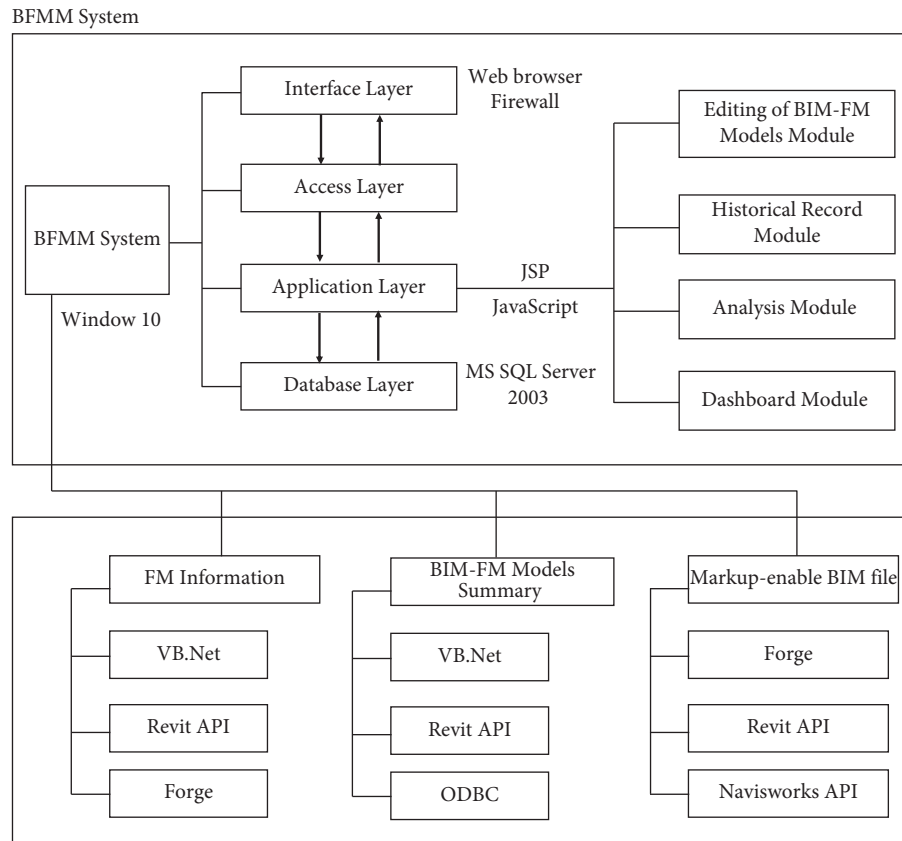 BFMM System
Interface Layer
Web browser
Firewall
Access Layer
BFMM System
Window 10
Application Layer
JSP
JavaScript
Database Layer
MS SQL Server
2003
Editing of BIM-FM
Models Module
Historical Record
Module
Analysis Module
Dashboard Module
FM Information
VB.Net
Revit API
Forge
BIM-FM Models
Summary
VB.Net
Revit API
ODBC
Markup-enable BIM file
Forge
Revit API
Navisworks API